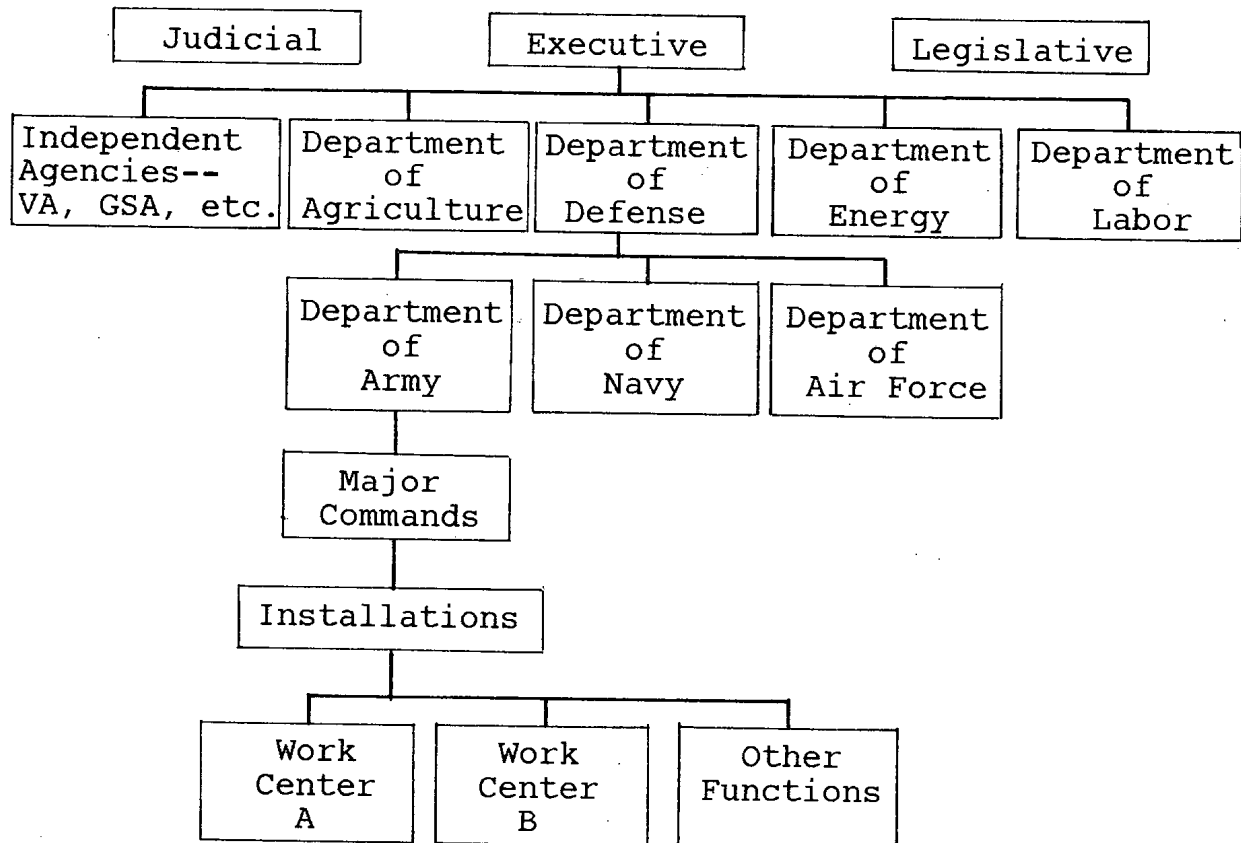 Judicial
Executive
Legislative
Independent
Agencies--
VA, GSA, etc.
Department
of
Agriculture
Department
of
Defense
Department
of
Energy
Department
of
Labor
Department
of
Army
Department
of
Navy
Department
of
Air Force
Major
Commands
Installations
Work
Center
A
Work
Center
B
Other
Functions